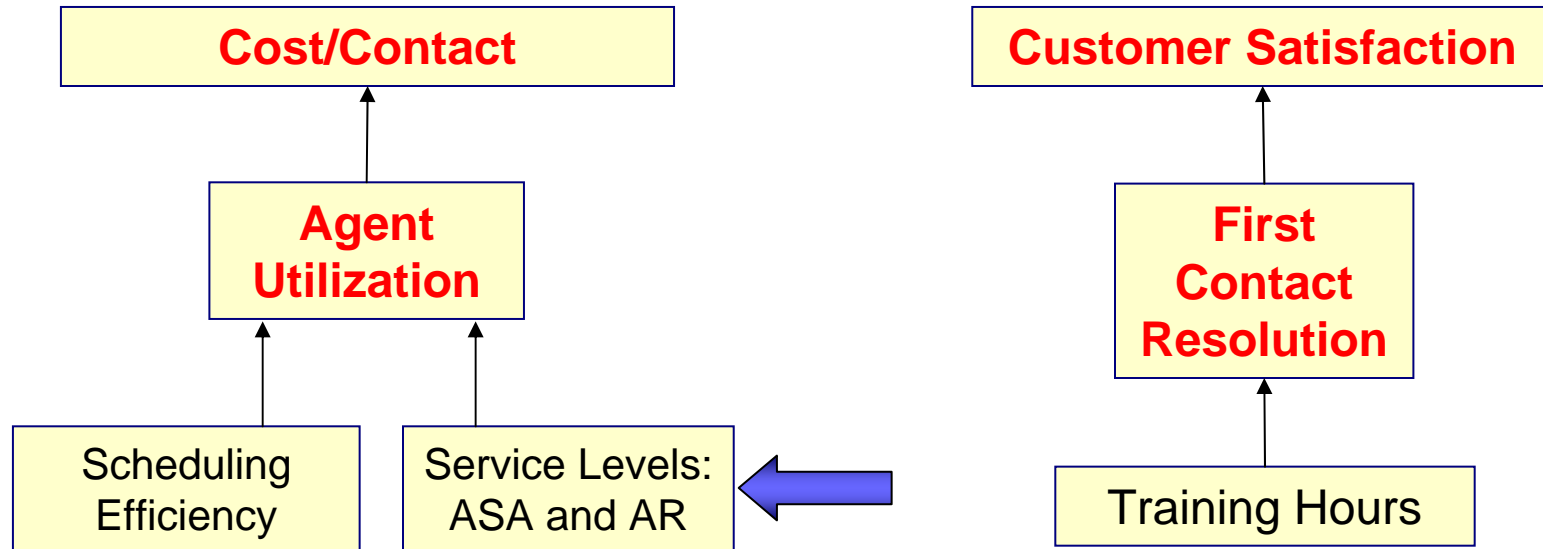 Cost/Contact
Customer Satisfaction
Agent
Utilization
First
Contact
Resolution
Scheduling
Efficiency
Service Levels:
ASA and AR
Training Hours